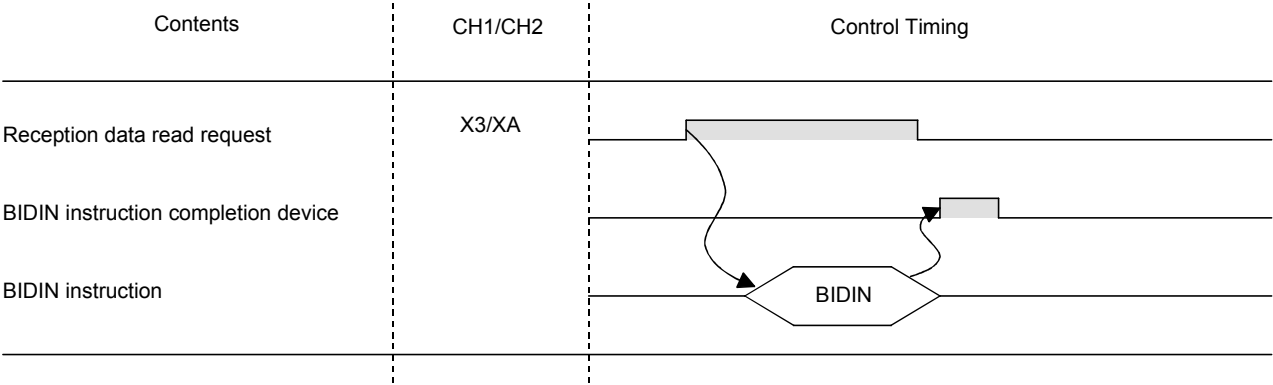 Contents
CH1/CH2
Control Timing
Reception data read request
X3/XA
BIDIN instruction completion device
BIDIN instruction
BIDIN